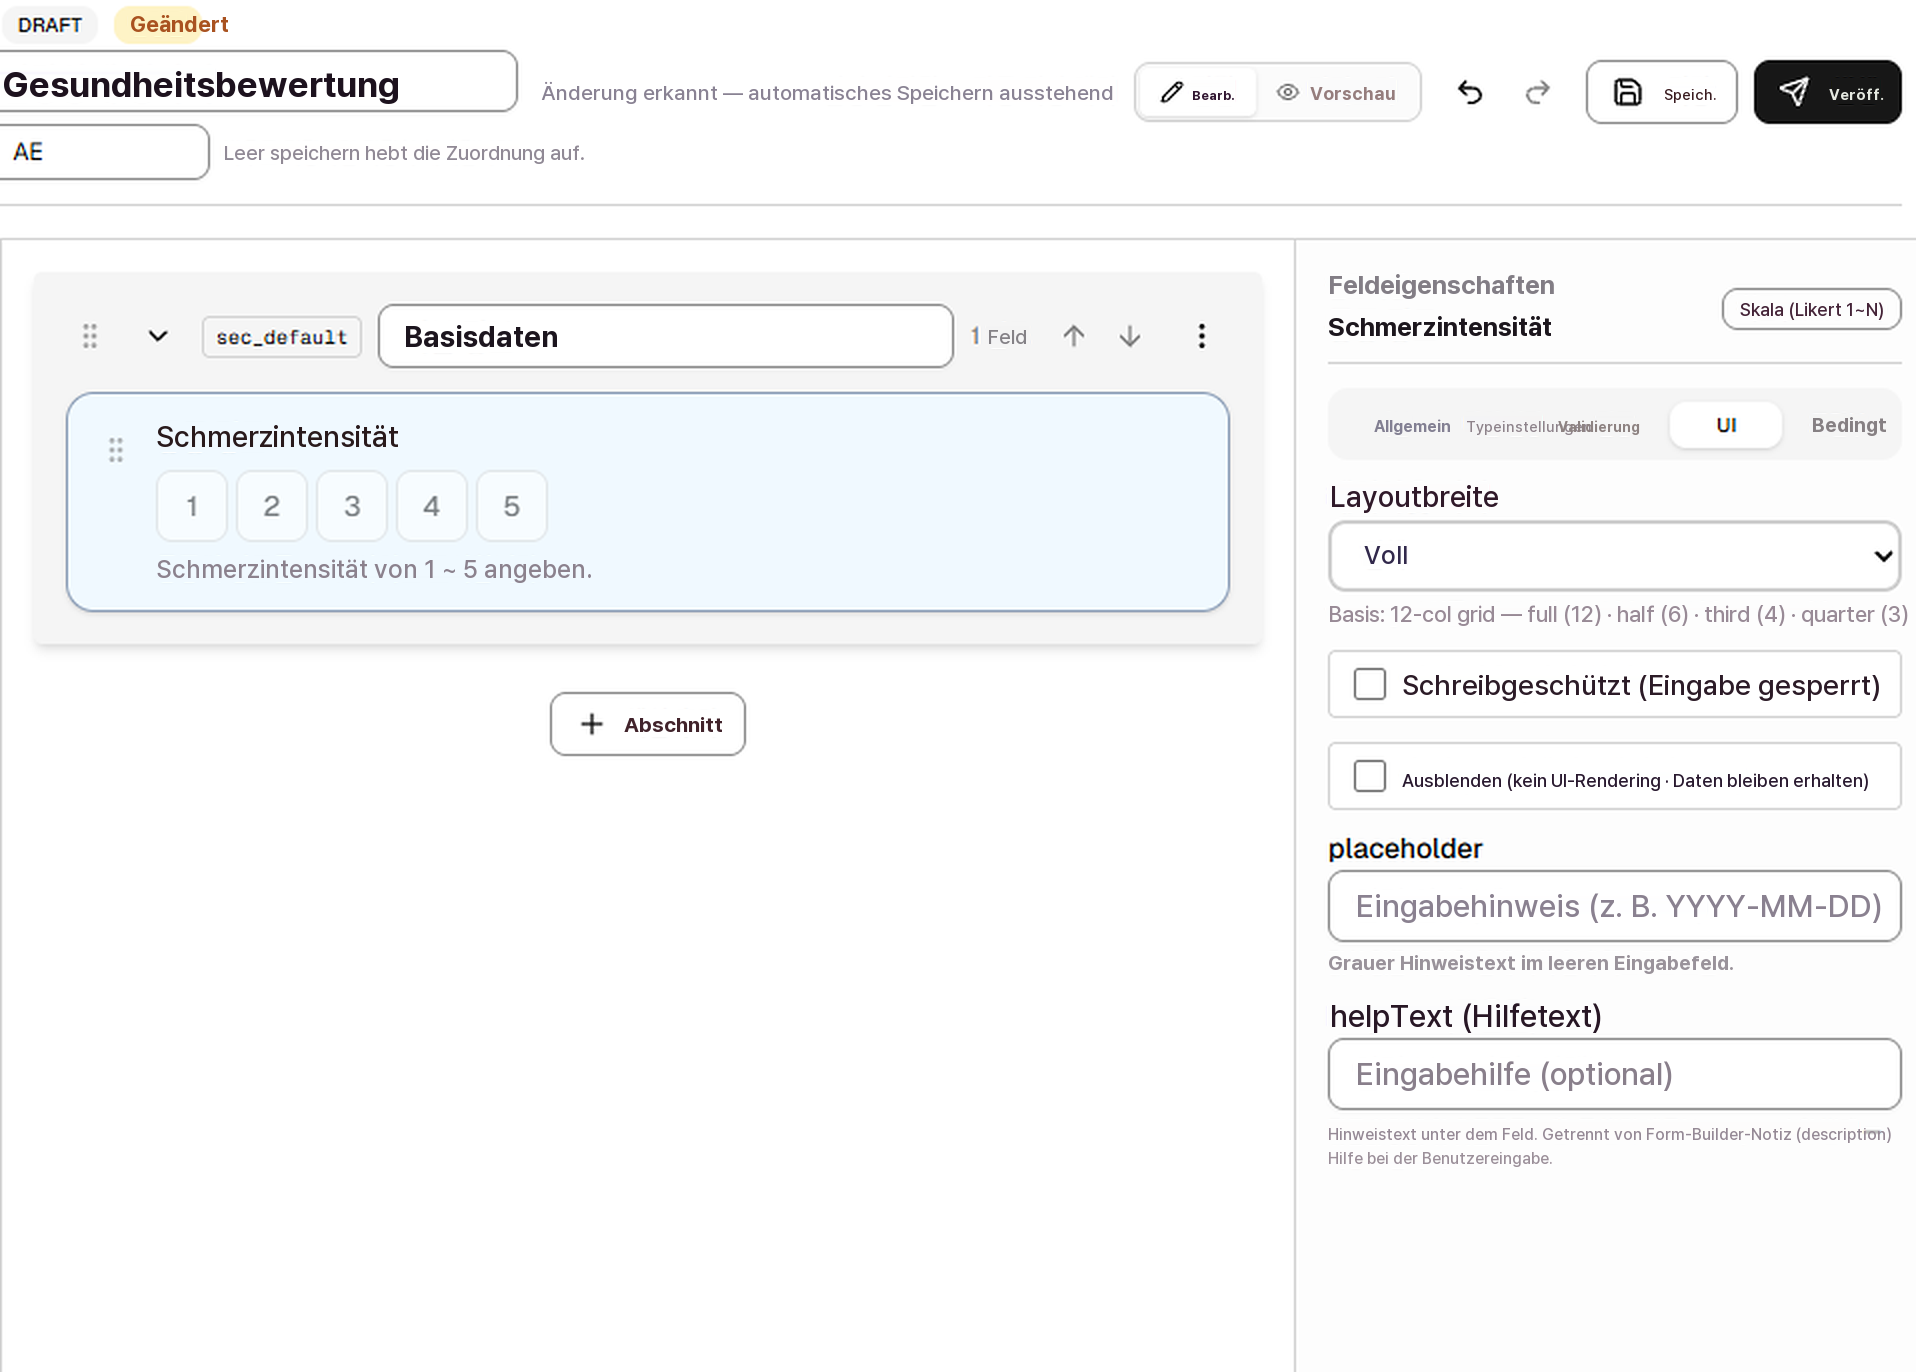 DRAFT Geändert
Gesundheitsbewertung
Änderung erkannt — automatisches Speichern ausstehend
Bearb. Vorschau Speich. Veröff.
AE Leer speichern hebt die Zuordnung auf.
sec_default Basisdaten 1 Feld
Schmerzintensität
1 2 3 4 5
Schmerzintensität von 1 ~ 5 angeben.
+ Abschnitt
Feldeigenschaften
Schmerzintensität
Skala (Likert 1~N)
Allgemein Typeinstellungen Validierung UI Bedingt
Layoutbreite
Voll
Basis: 12-col grid — full (12) · half (6) · third (4) · quarter (3)
Schreibgeschützt (Eingabe gesperrt)
Ausblenden (kein UI-Rendering · Daten bleiben erhalten)
placeholder
Eingabehinweis (z. B. YYYY-MM-DD)
Grauer Hinweistext im leeren Eingabefeld.
helpText (Hilfetext)
Eingabehilfe (optional)
Hinweistext unter dem Feld. Getrennt von Form-Builder-Notiz (description)
Hilfe bei der Benutzereingabe.